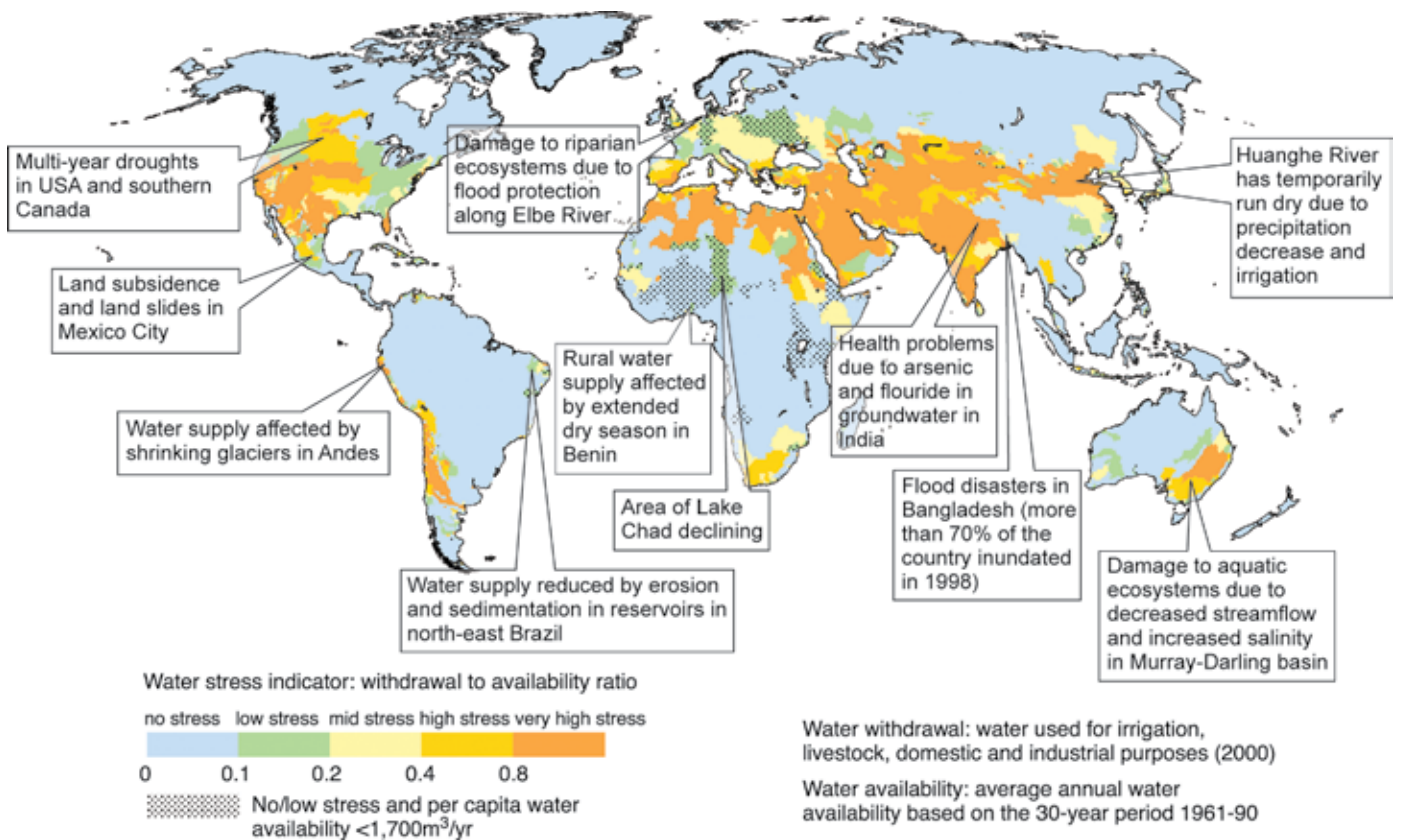 Multi-year droughts
in USA and southern
Canada
Land subsidence
and land slides in
Mexico City
Water supply affected by
shrinking glaciers in Andes
Damage to riparian
ecosystems due to
flood protection
along Elbe River
Rural water
supply affected
by extended
dry season in
Benin
Area of Lake
Chad declining
Water supply reduced by erosion
and sedimentation in reservoirs in
north-east Brazil
Health problems
due to arsenic
and flouride in
groundwater in
India
Flood disasters in
Bangladesh (more
than 70% of the
country inundated
in 1998)
Huanghe River
has temporarily
run dry due to
precipitation
decrease and
irrigation
Damage to aquatic
ecosystems due to
decreased streamflow
and increased salinity
in Murray-Darling basin
Water stress indicator: withdrawal to availability ratio
no stress low stress mid stress high stress very high stress
0 0.1 0.2 0.4 0.8
No/low stress and per capita water
availability <1,700m³/yr
Water withdrawal: water used for irrigation,
livestock, domestic and industrial purposes (2000)
Water availability: average annual water
availability based on the 30-year period 1961-90